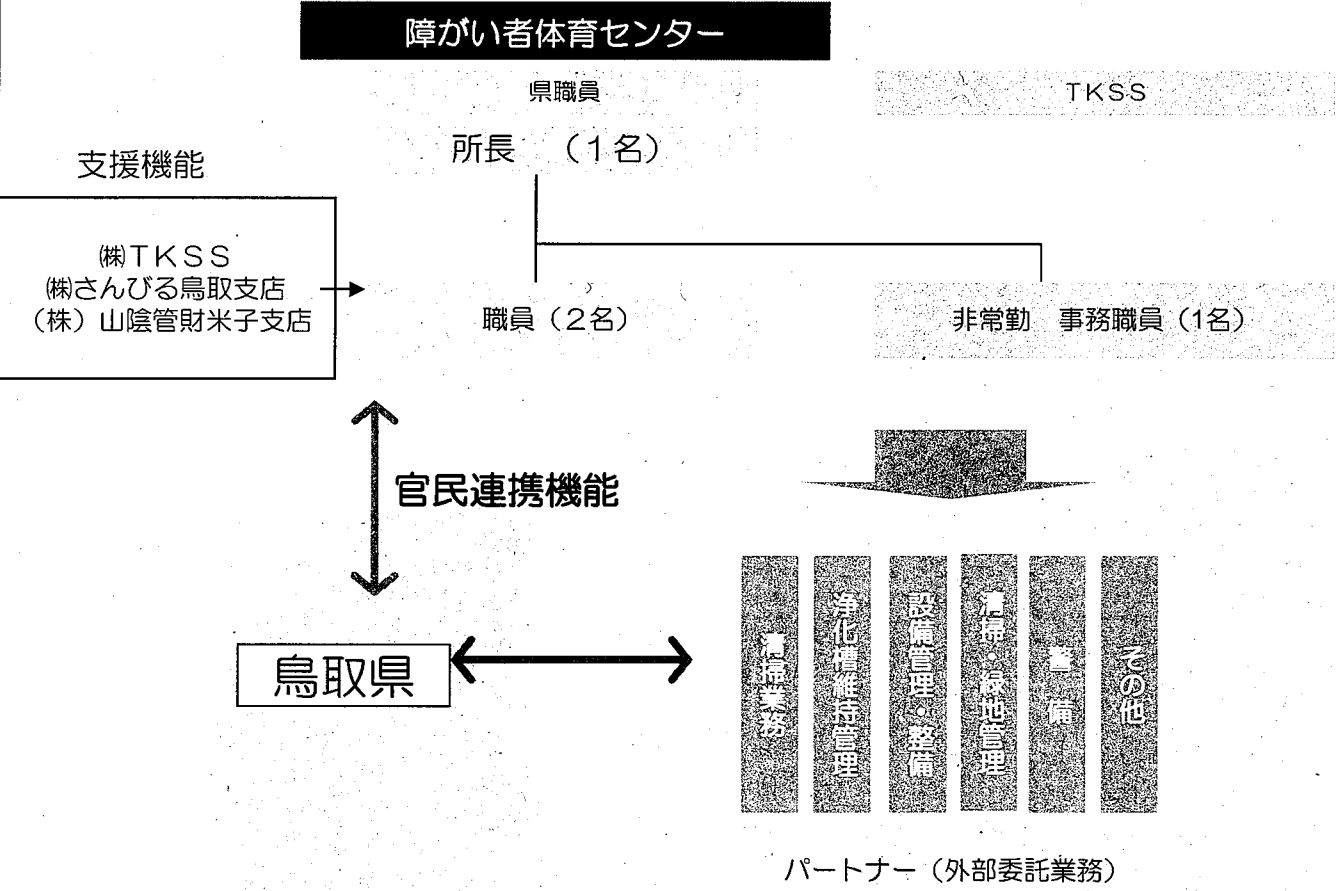 障がい者体育センター
県職員
TKSS
所長　（１名）
支援機能
㈱ＴＫＳＳ
㈱さんびる鳥取支店
（株）山陰管財米子支店
職員（２名）
非常勤　事務職員（1名）
官民連携機能
鳥取県
清掃業務
浄化槽維持管理
設備管理・整備
清掃・緑地管理
警備
その他
パートナー（外部委託業務）